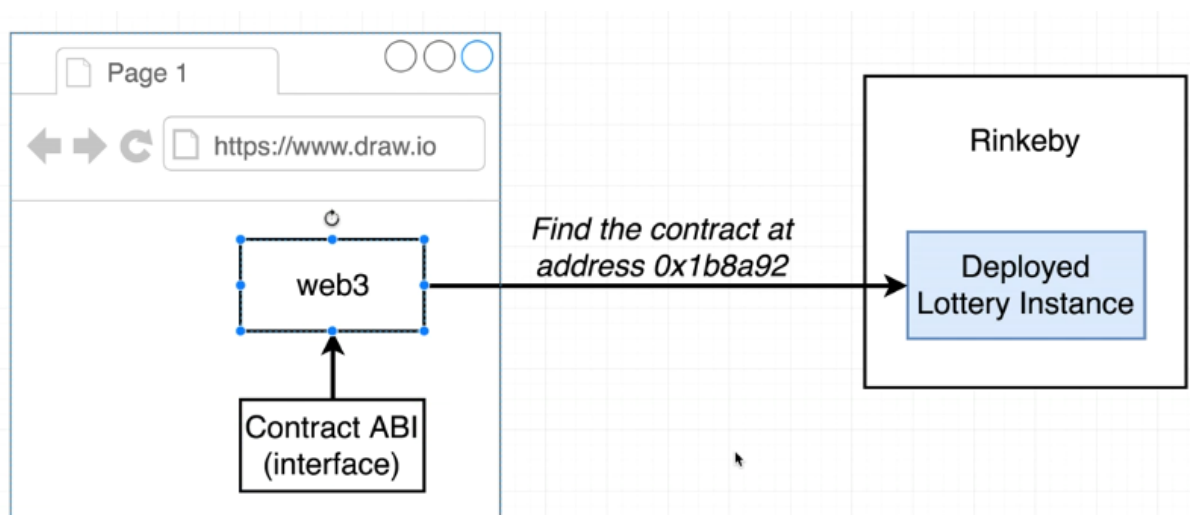 Page 1
https://www.draw.io
Rinkeby
Find the contract at
address 0x1b8a92
web3
Deployed
Lottery Instance
Contract ABI
(interface)